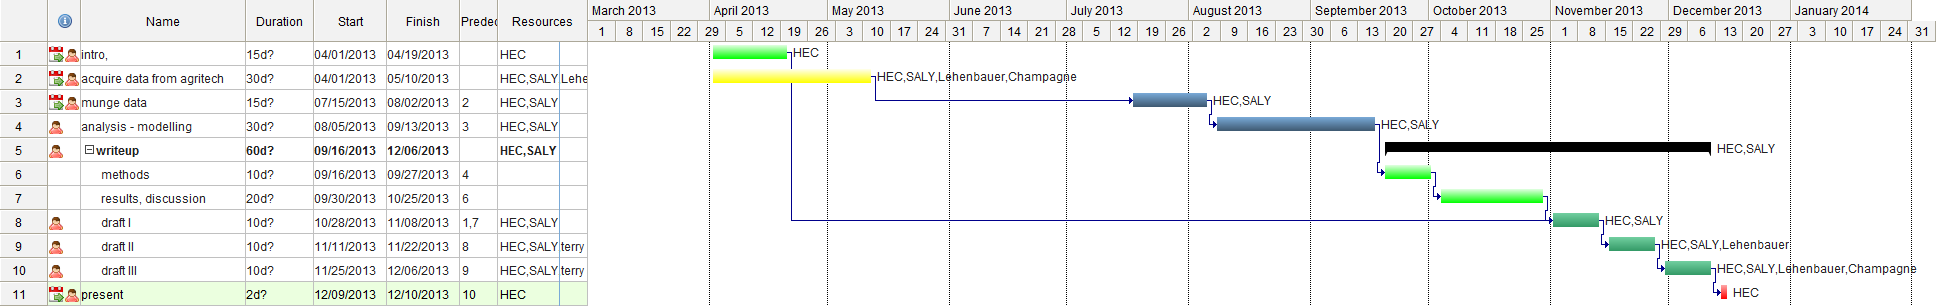 Name Duration Start Finish Predec Resources March 2013 April 2013 May 2013 June 2013 July 2013 August 2013 September 2013 October 2013 November 2013 December 2013 January 2014
1 8 15 22 29 5 12 19 26 3 10 17 24 31 7 14 21 28 5 12 19 26 2 9 16 23 30 6 13 20 27 4 11 18 25 1 8 15 22 29 6 13 20 27 3 10 17 24 31
1 intro, 15d? 04/01/2013 04/19/2013 HEC HEC
2 acquire data from agritech 30d? 04/01/2013 05/10/2013 HEC,SALY Lehe HEC,SALY,Lehenbauer,Champagne
3 munge data 15d? 07/15/2013 08/02/2013 2 HEC,SALY HEC,SALY
4 analysis - modelling 30d? 08/05/2013 09/13/2013 3 HEC,SALY HEC,SALY
5 writeup 60d? 09/16/2013 12/06/2013 HEC,SALY HEC,SALY
6 methods 10d? 09/16/2013 09/27/2013 4
7 results, discussion 20d? 09/30/2013 10/25/2013 6
8 draft I 10d? 10/28/2013 11/08/2013 1,7 HEC,SALY HEC,SALY
9 draft II 10d? 11/11/2013 11/22/2013 8 HEC,SALY terry HEC,SALY,Lehenbauer
10 draft III 10d? 11/25/2013 12/06/2013 9 HEC,SALY terry HEC,SALY,Lehenbauer,Champagne
11 present 2d? 12/09/2013 12/10/2013 10 HEC HEC